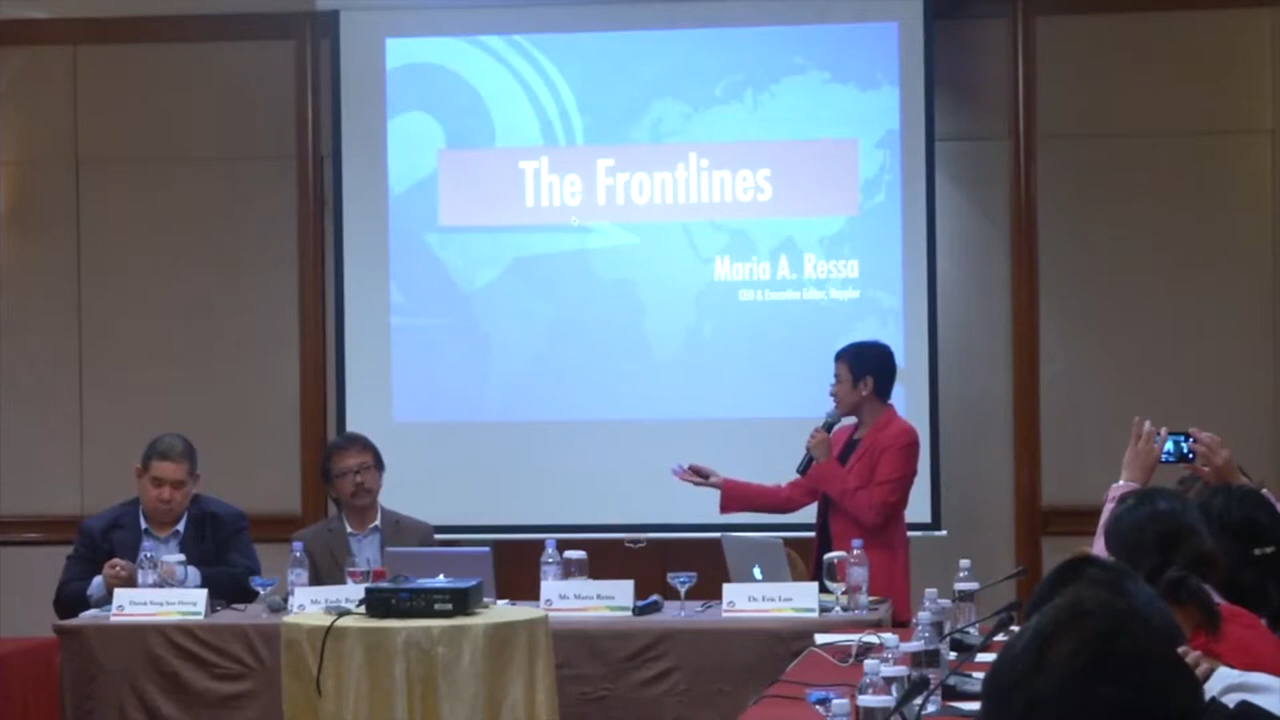 The Frontlines
Maria A. Ressa
CEO & Executive Editor, Rappler
Ms. Maria Ressa
Dr. Eric Loo